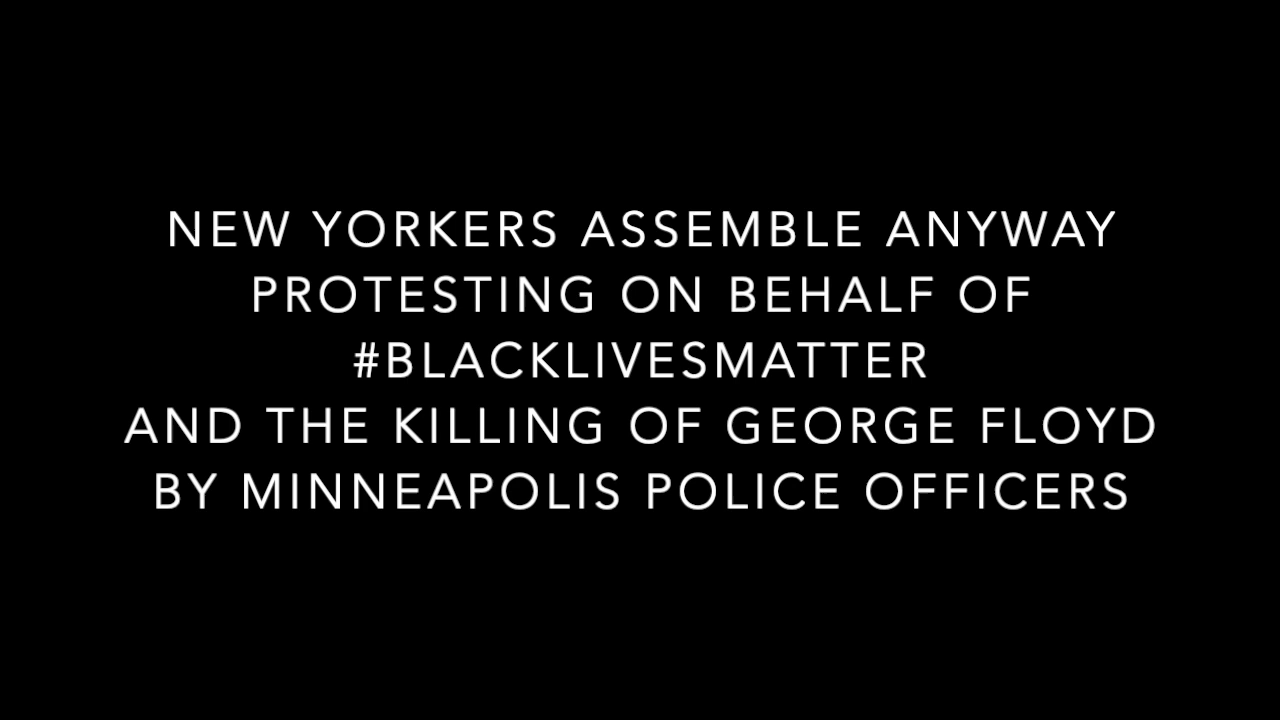 NEW YORKERS ASSEMBLE ANYWAY
PROTESTING ON BEHALF OF
#BLACKLIVESMATTER
AND THE KILLING OF GEORGE FLOYD
BY MINNEAPOLIS POLICE OFFICERS